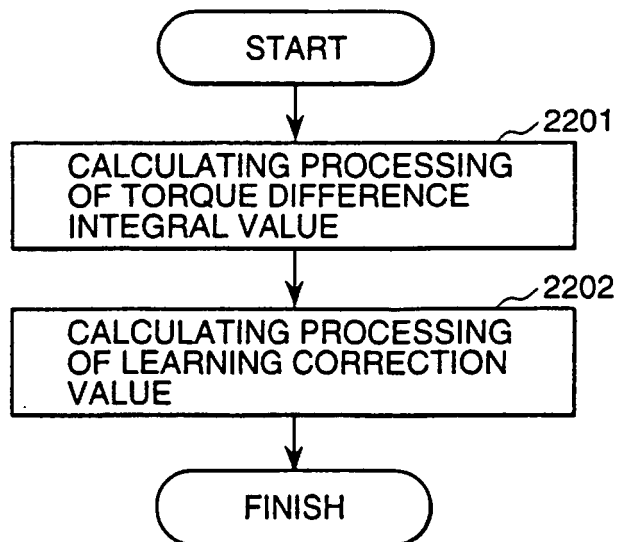 START
2201
CALCULATING PROCESSING
OF TORQUE DIFFERENCE
INTEGRAL VALUE
2202
CALCULATING PROCESSING
OF LEARNING CORRECTION
VALUE
FINISH